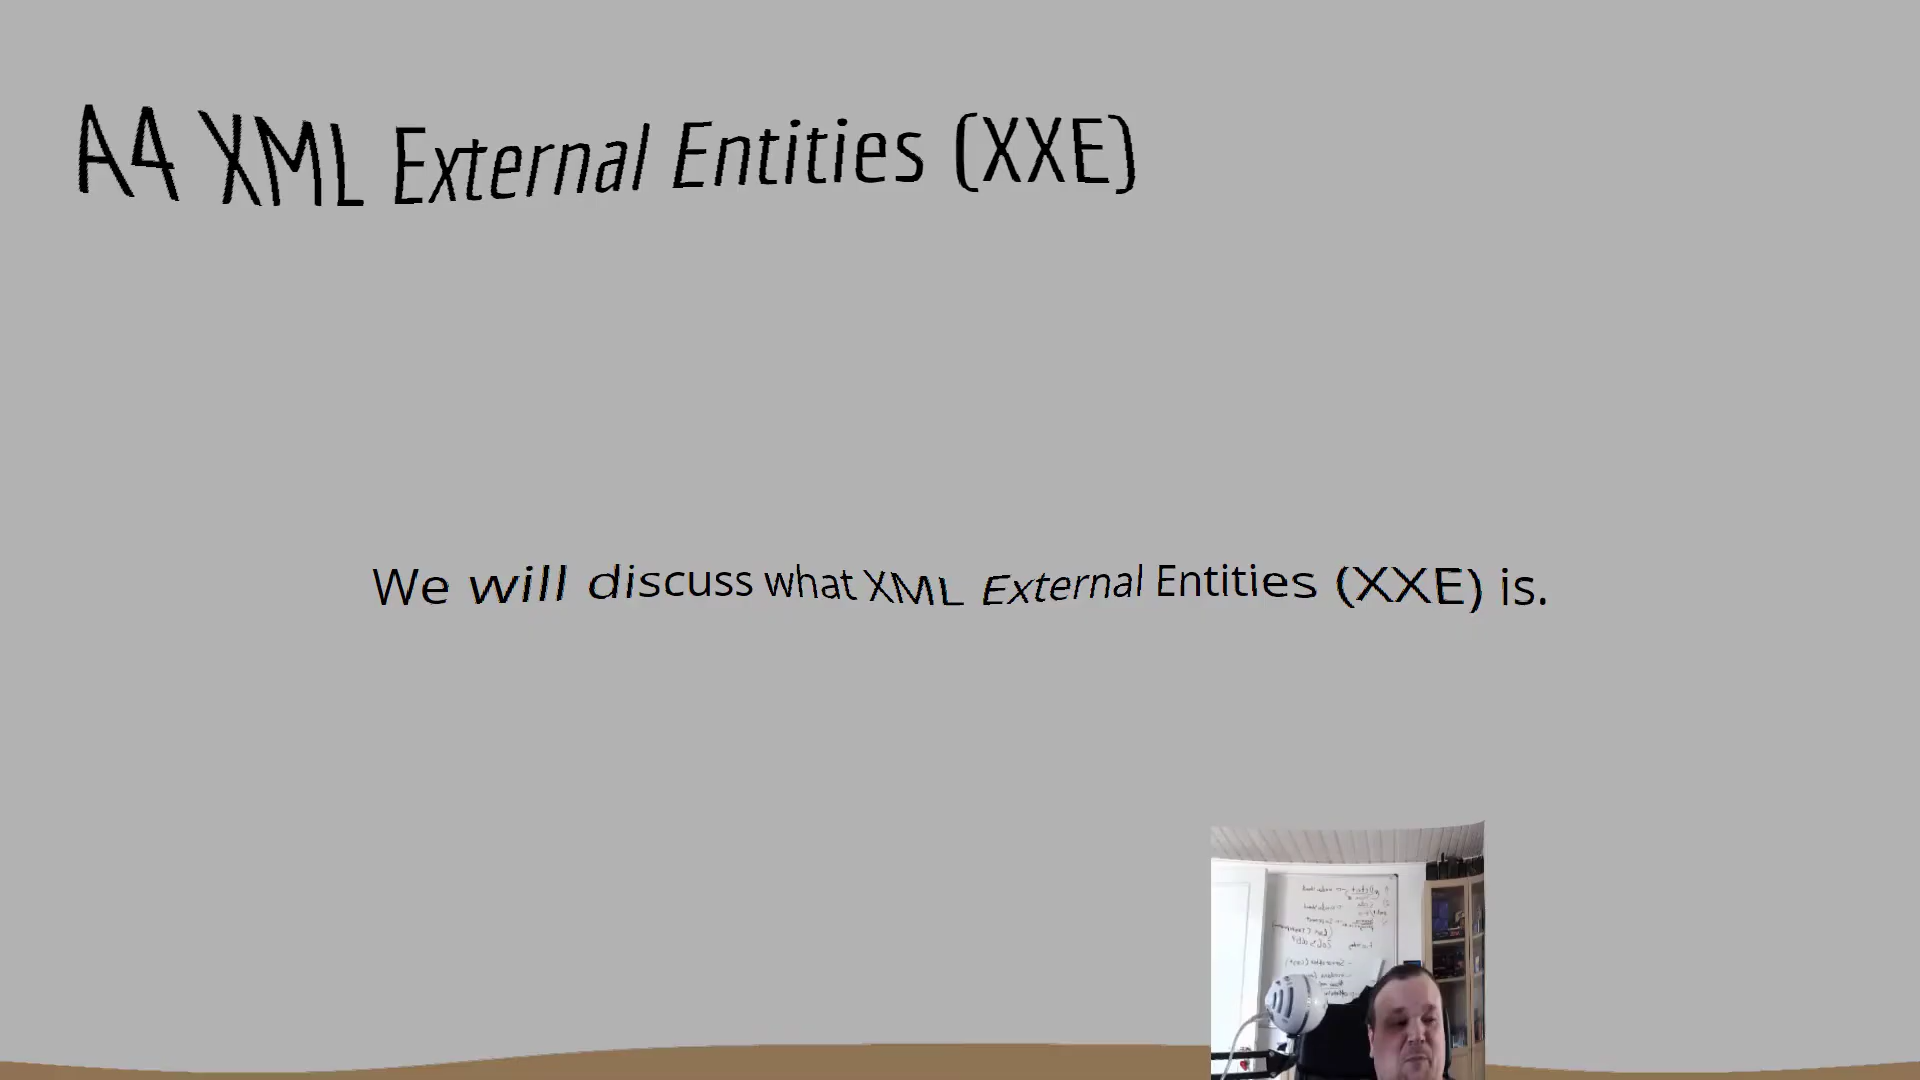 A4 XML External Entities (XXE)
We will discuss what XML External Entities (XXE) is.